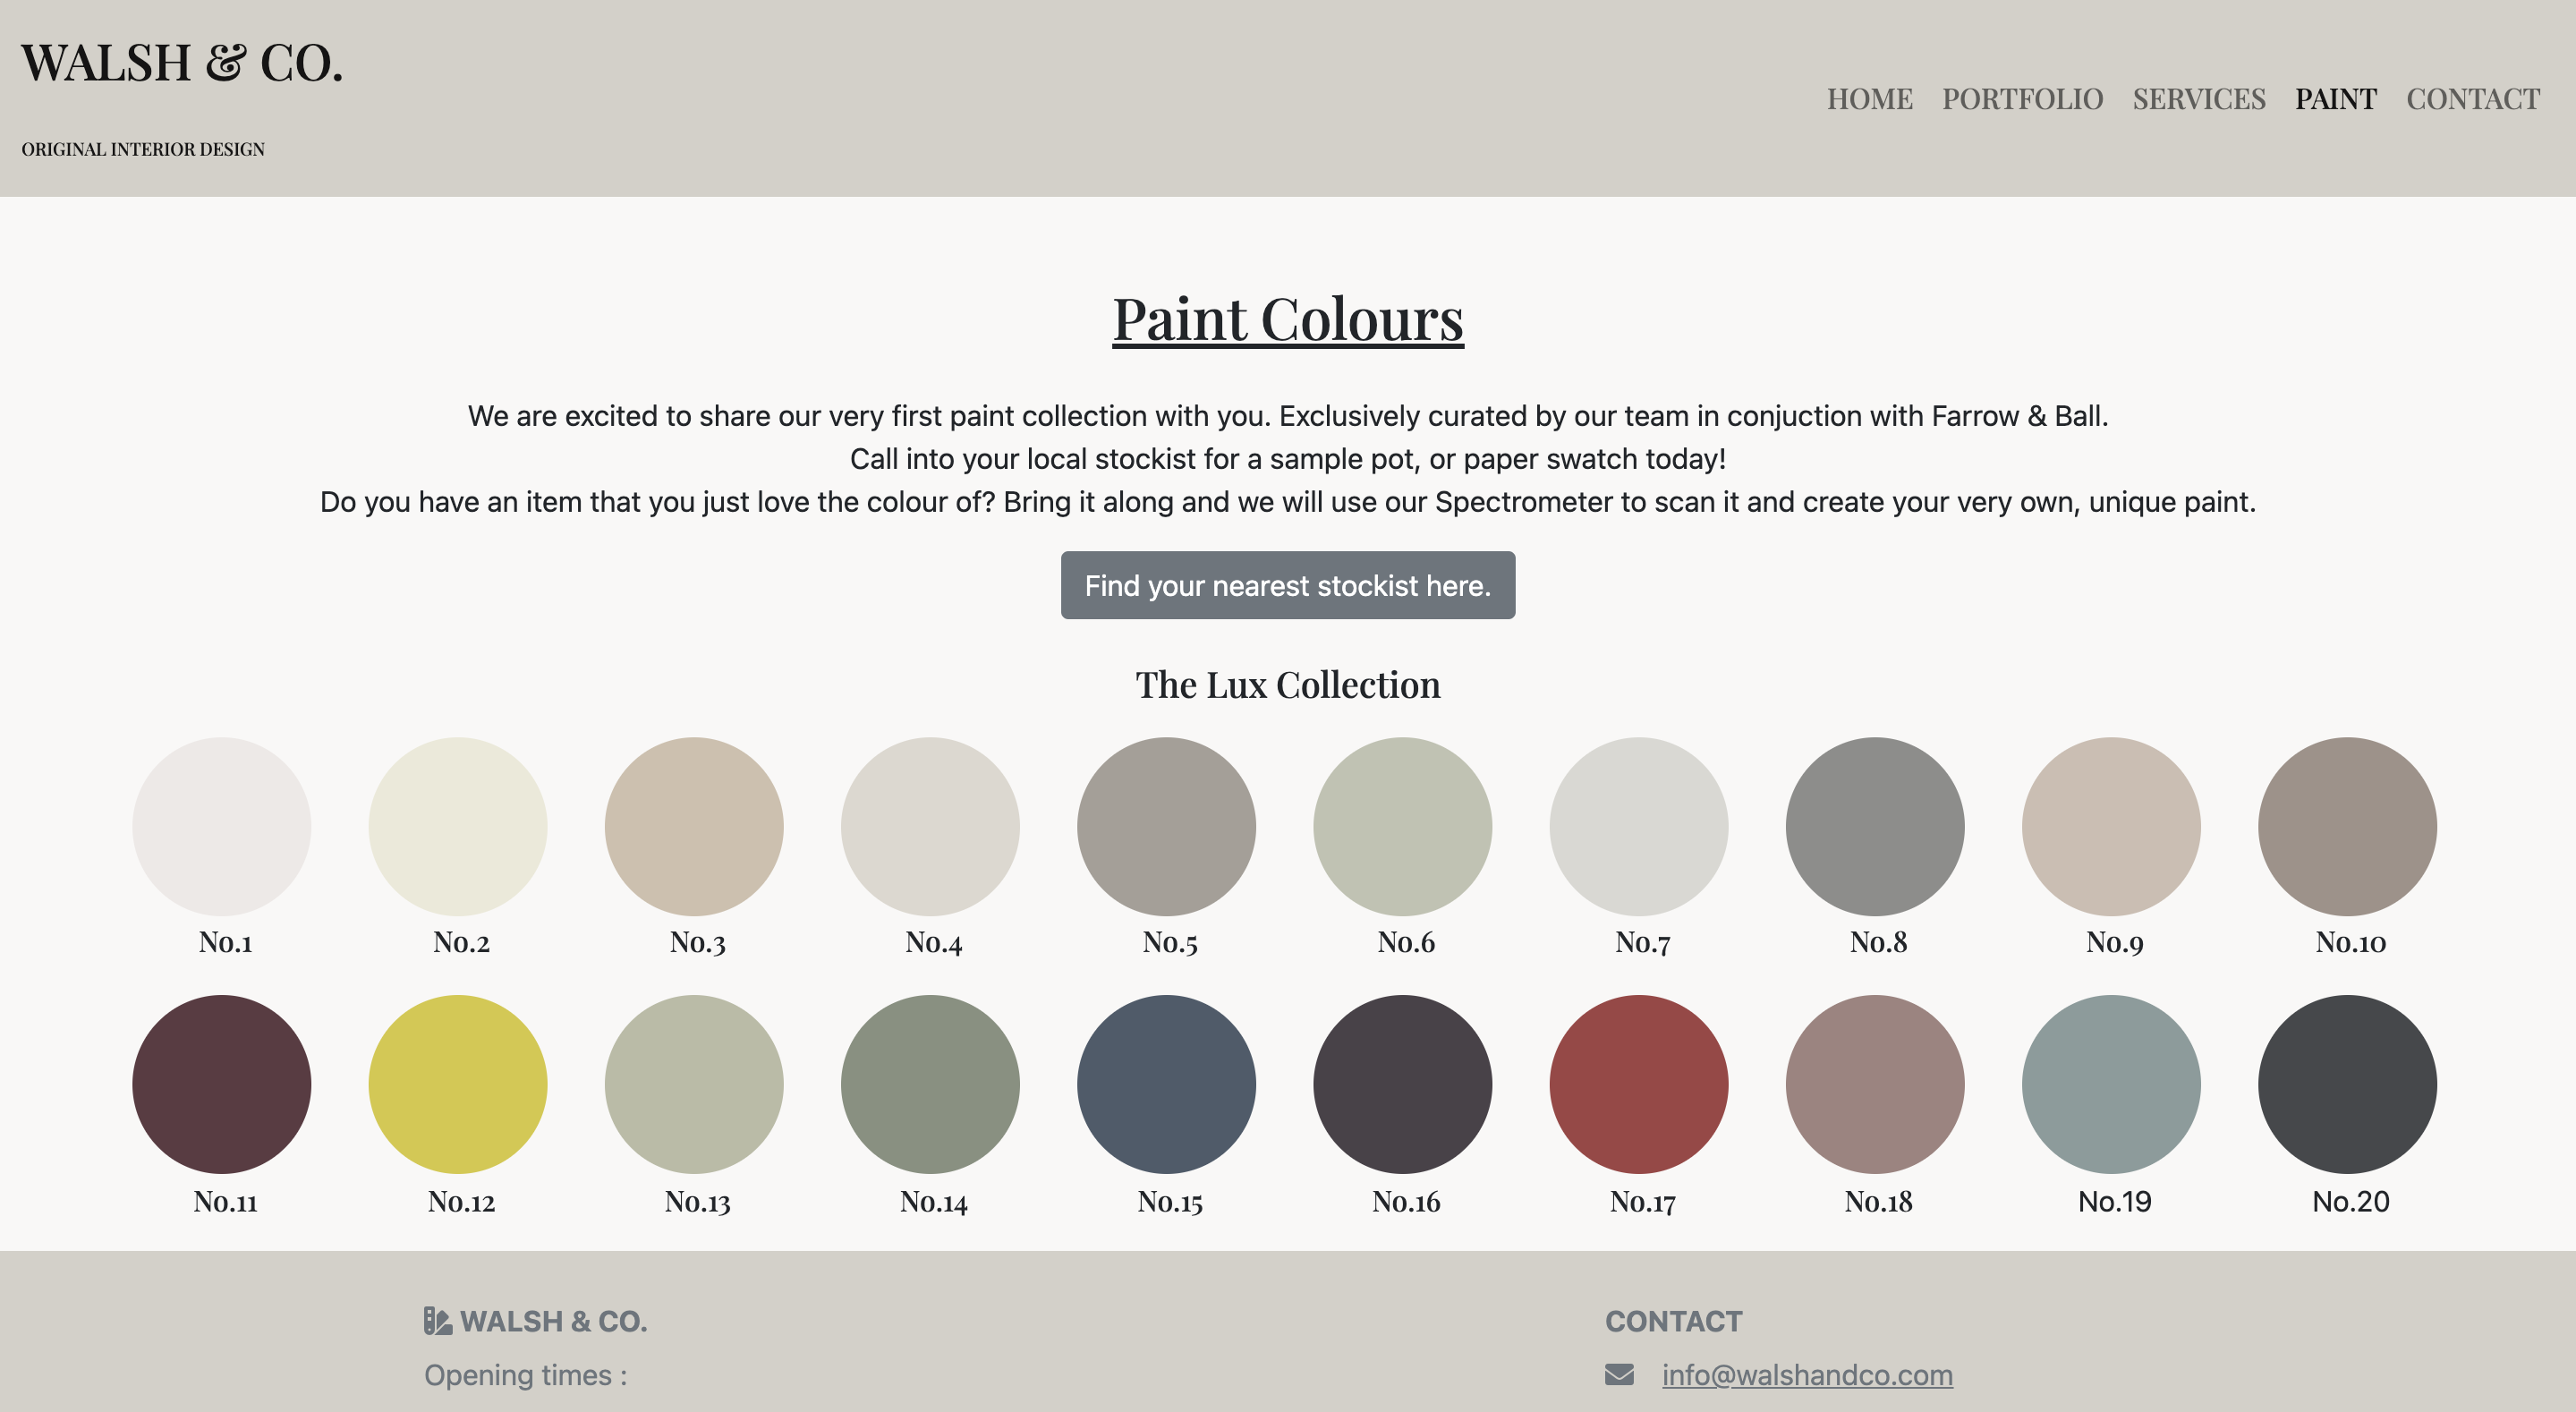 WALSH & CO.
ORIGINAL INTERIOR DESIGN
HOME PORTFOLIO SERVICES PAINT CONTACT
Paint Colours
We are excited to share our very first paint collection with you. Exclusively curated by our team in conjuction with Farrow & Ball.
Call into your local stockist for a sample pot, or paper swatch today!
Do you have an item that you just love the colour of? Bring it along and we will use our Spectrometer to scan it and create your very own, unique paint.
Find your nearest stockist here.
The Lux Collection
No.1 No.2 No.3 No.4 No.5 No.6 No.7 No.8 No.9 No.10
No.11 No.12 No.13 No.14 No.15 No.16 No.17 No.18 No.19 No.20
WALSH & CO.
Opening times :
CONTACT
info@walshandco.com